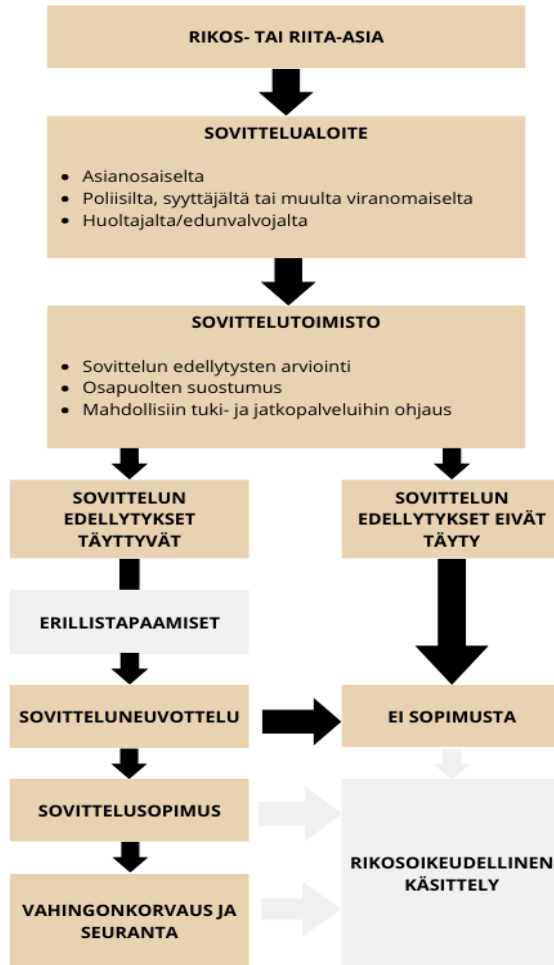 RIKOS- TAI RIITA-ASIA
SOVITTELUALOITE
• Asianosaiselta
• Poliisilta, syyttäjältä tai muulta viranomaiselta
• Huoltajalta/edunvalvojalta
SOVITTELUTOIMISTO
• Sovittelun edellytysten arviointi
• Osapuolten suostumus
• Mahdollisiin tuki- ja jatkopalveluihin ohjaus
SOVITTELUN
EDELLYTYKSET
TÄYTTYVÄT
SOVITTELUN
EDELLYTYKSET EIVÄT
TÄYTY
ERILLISTAPAAMISET
SOVITTELUNEUVOTTELU
EI SOPIMUSTA
SOVITTELUSOPIMUS
RIKOSOIKEUDELLINEN
KÄSITTELY
VAHINGONKORVAUS JA
SEURANTA